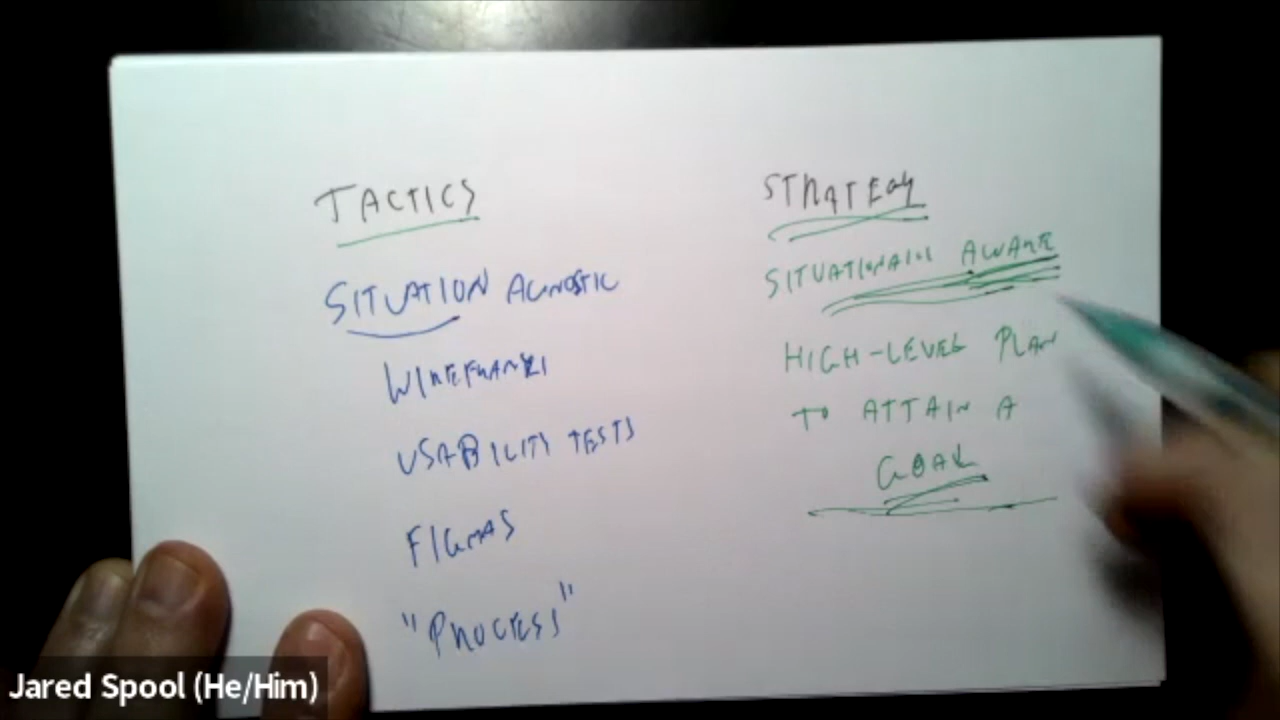 TACTICS
SITUATION AGNOSTIC
WIREFRAMES
USABILITY TESTS
FIGMAS
"PROCESS"
STRATEGY
SITUATIONALLY AWARE
HIGH-LEVEL PLAN
TO ATTAIN A
GOAL
Jared Spool (He/Him)